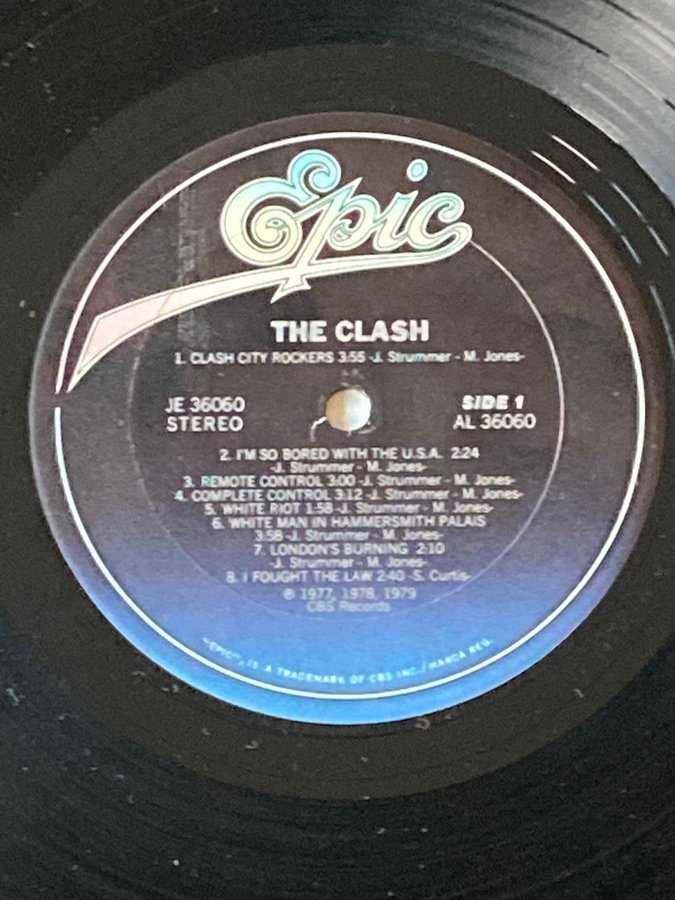 Epic
THE CLASH
1. CLASH CITY ROCKERS 3:55 -J. Strummer - M. Jones-
JE 36060
STEREO
SIDE 1
AL 36060
2. I'M SO BORED WITH THE U.S.A. 2:24
-J. Strummer - M. Jones-
3. REMOTE CONTROL 3:00 -J. Strummer - M. Jones-
4. COMPLETE CONTROL 3:12 -J. Strummer - M. Jones-
5. WHITE RIOT 1:58 -J. Strummer - M. Jones-
6. WHITE MAN IN HAMMERSMITH PALAIS
3:58 -J. Strummer - M. Jones-
7. LONDON'S BURNING 2:10
-J. Strummer - M. Jones-
8. I FOUGHT THE LAW 2:40 -S. Curtis-
℗ 1977, 1978, 1979
CBS Records
"EPIC", IS A TRADEMARK OF CBS INC./MARCA REG.